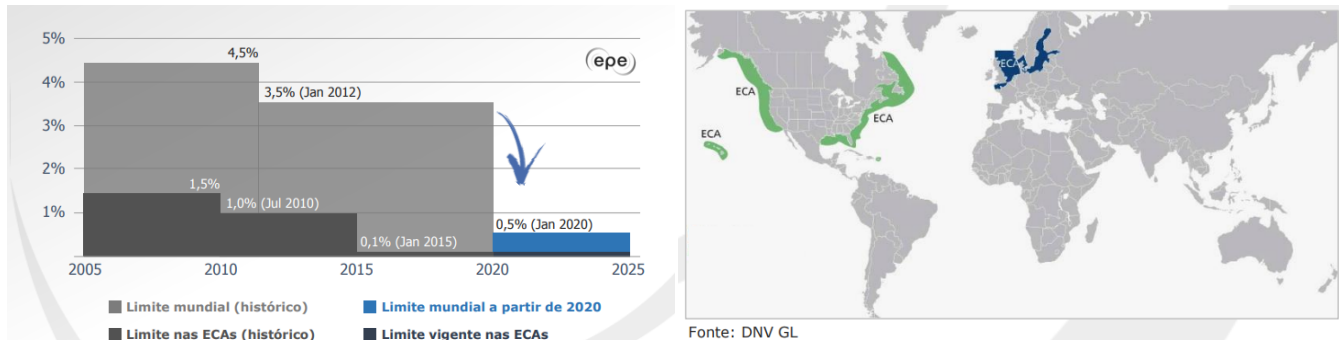 5%
4,5%
epe
4%
3,5% (Jan 2012)
3%
2%
1,5%
1,0% (Jul 2010)
1%
0,5% (Jan 2020)
0,1% (Jan 2015)
2005 2010 2015 2020 2025
Limite mundial (histórico) Limite mundial a partir de 2020
Limite nas ECAs (histórico) Limite vigente nas ECAs
ECA
ECA
ECA
ECA
Fonte: DNV GL